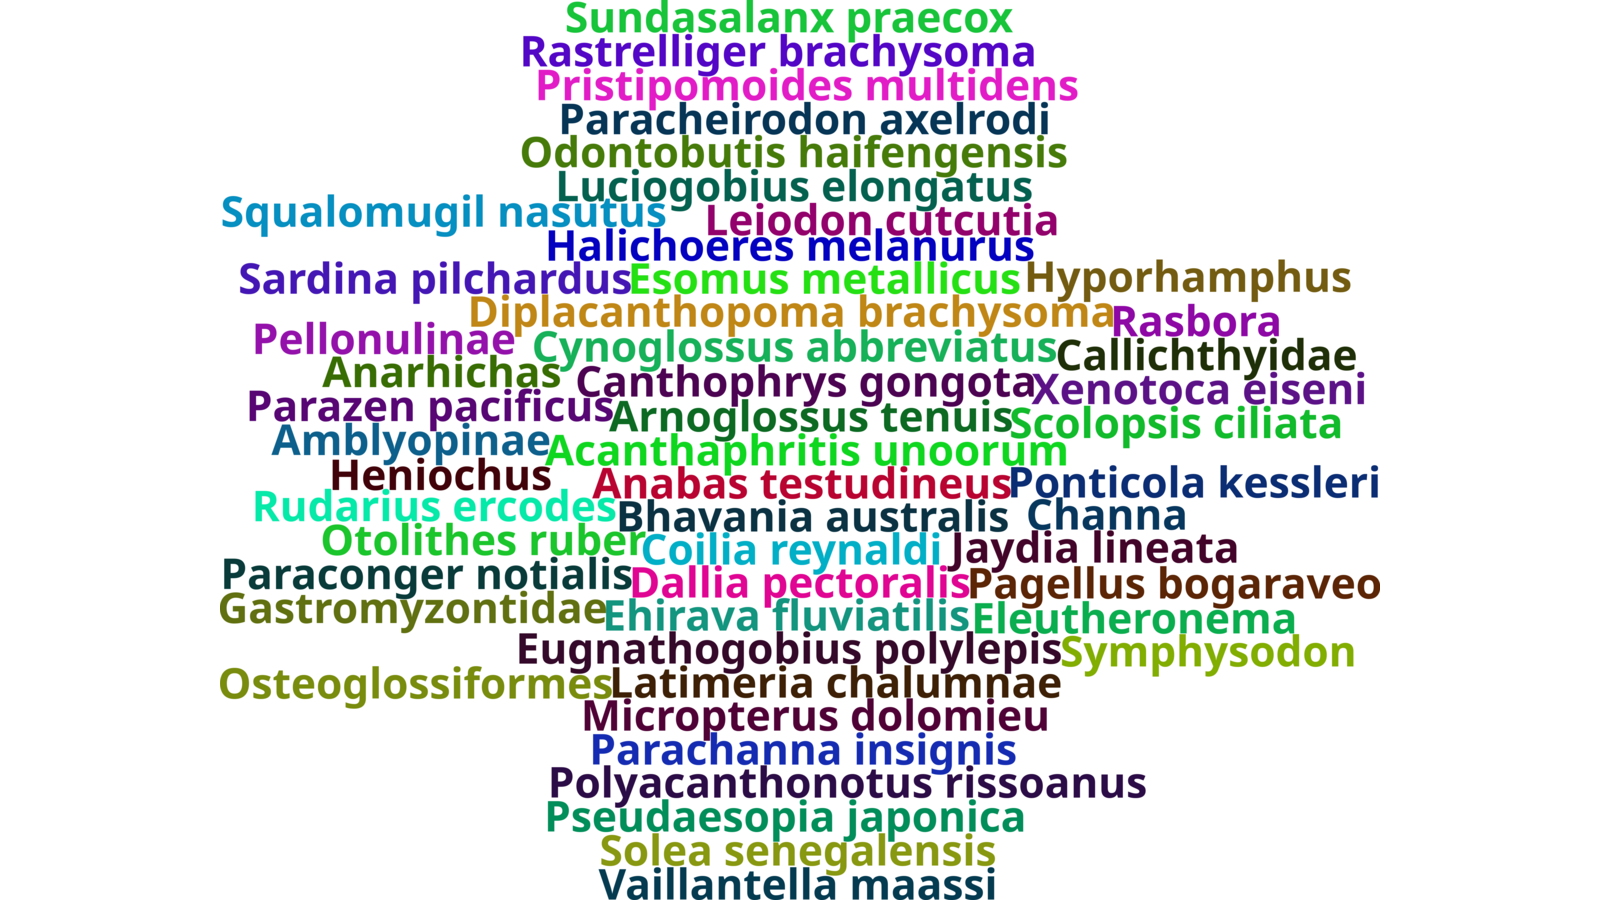 Sundasalanx praecox
Rastrelliger brachysoma
Pristipomoides multidens
Paracheirodon axelrodi
Odontobutis haifengensis
Luciogobius elongatus
Squalomugil nasutus
Leiodon cutcutia
Halichoeres melanurus
Sardina pilchardus
Esomus metallicus
Hyporhamphus
Diplacanthopoma brachysoma
Rasbora
Pellonulinae
Cynoglossus abbreviatus
Callichthyidae
Anarhichas
Canthophrys gongota
Xenotoca eiseni
Parazen pacificus
Arnoglossus tenuis
Scolopsis ciliata
Amblyopinae
Acanthaphritis unoorum
Heniochus
Anabas testudineus
Ponticola kessleri
Rudarius ercodes
Bhavania australis
Channa
Otolithes ruber
Coilia reynaldi
Jaydia lineata
Paraconger notialis
Dallia pectoralis
Pagellus bogaraveo
Gastromyzontidae
Ehirava fluviatilis
Eleutheronema
Eugnathogobius polylepis
Symphysodon
Osteoglossiformes
Latimeria chalumnae
Micropterus dolomieu
Parachanna insignis
Polyacanthonotus rissoanus
Pseudaesopia japonica
Solea senegalensis
Vaillantella maassi